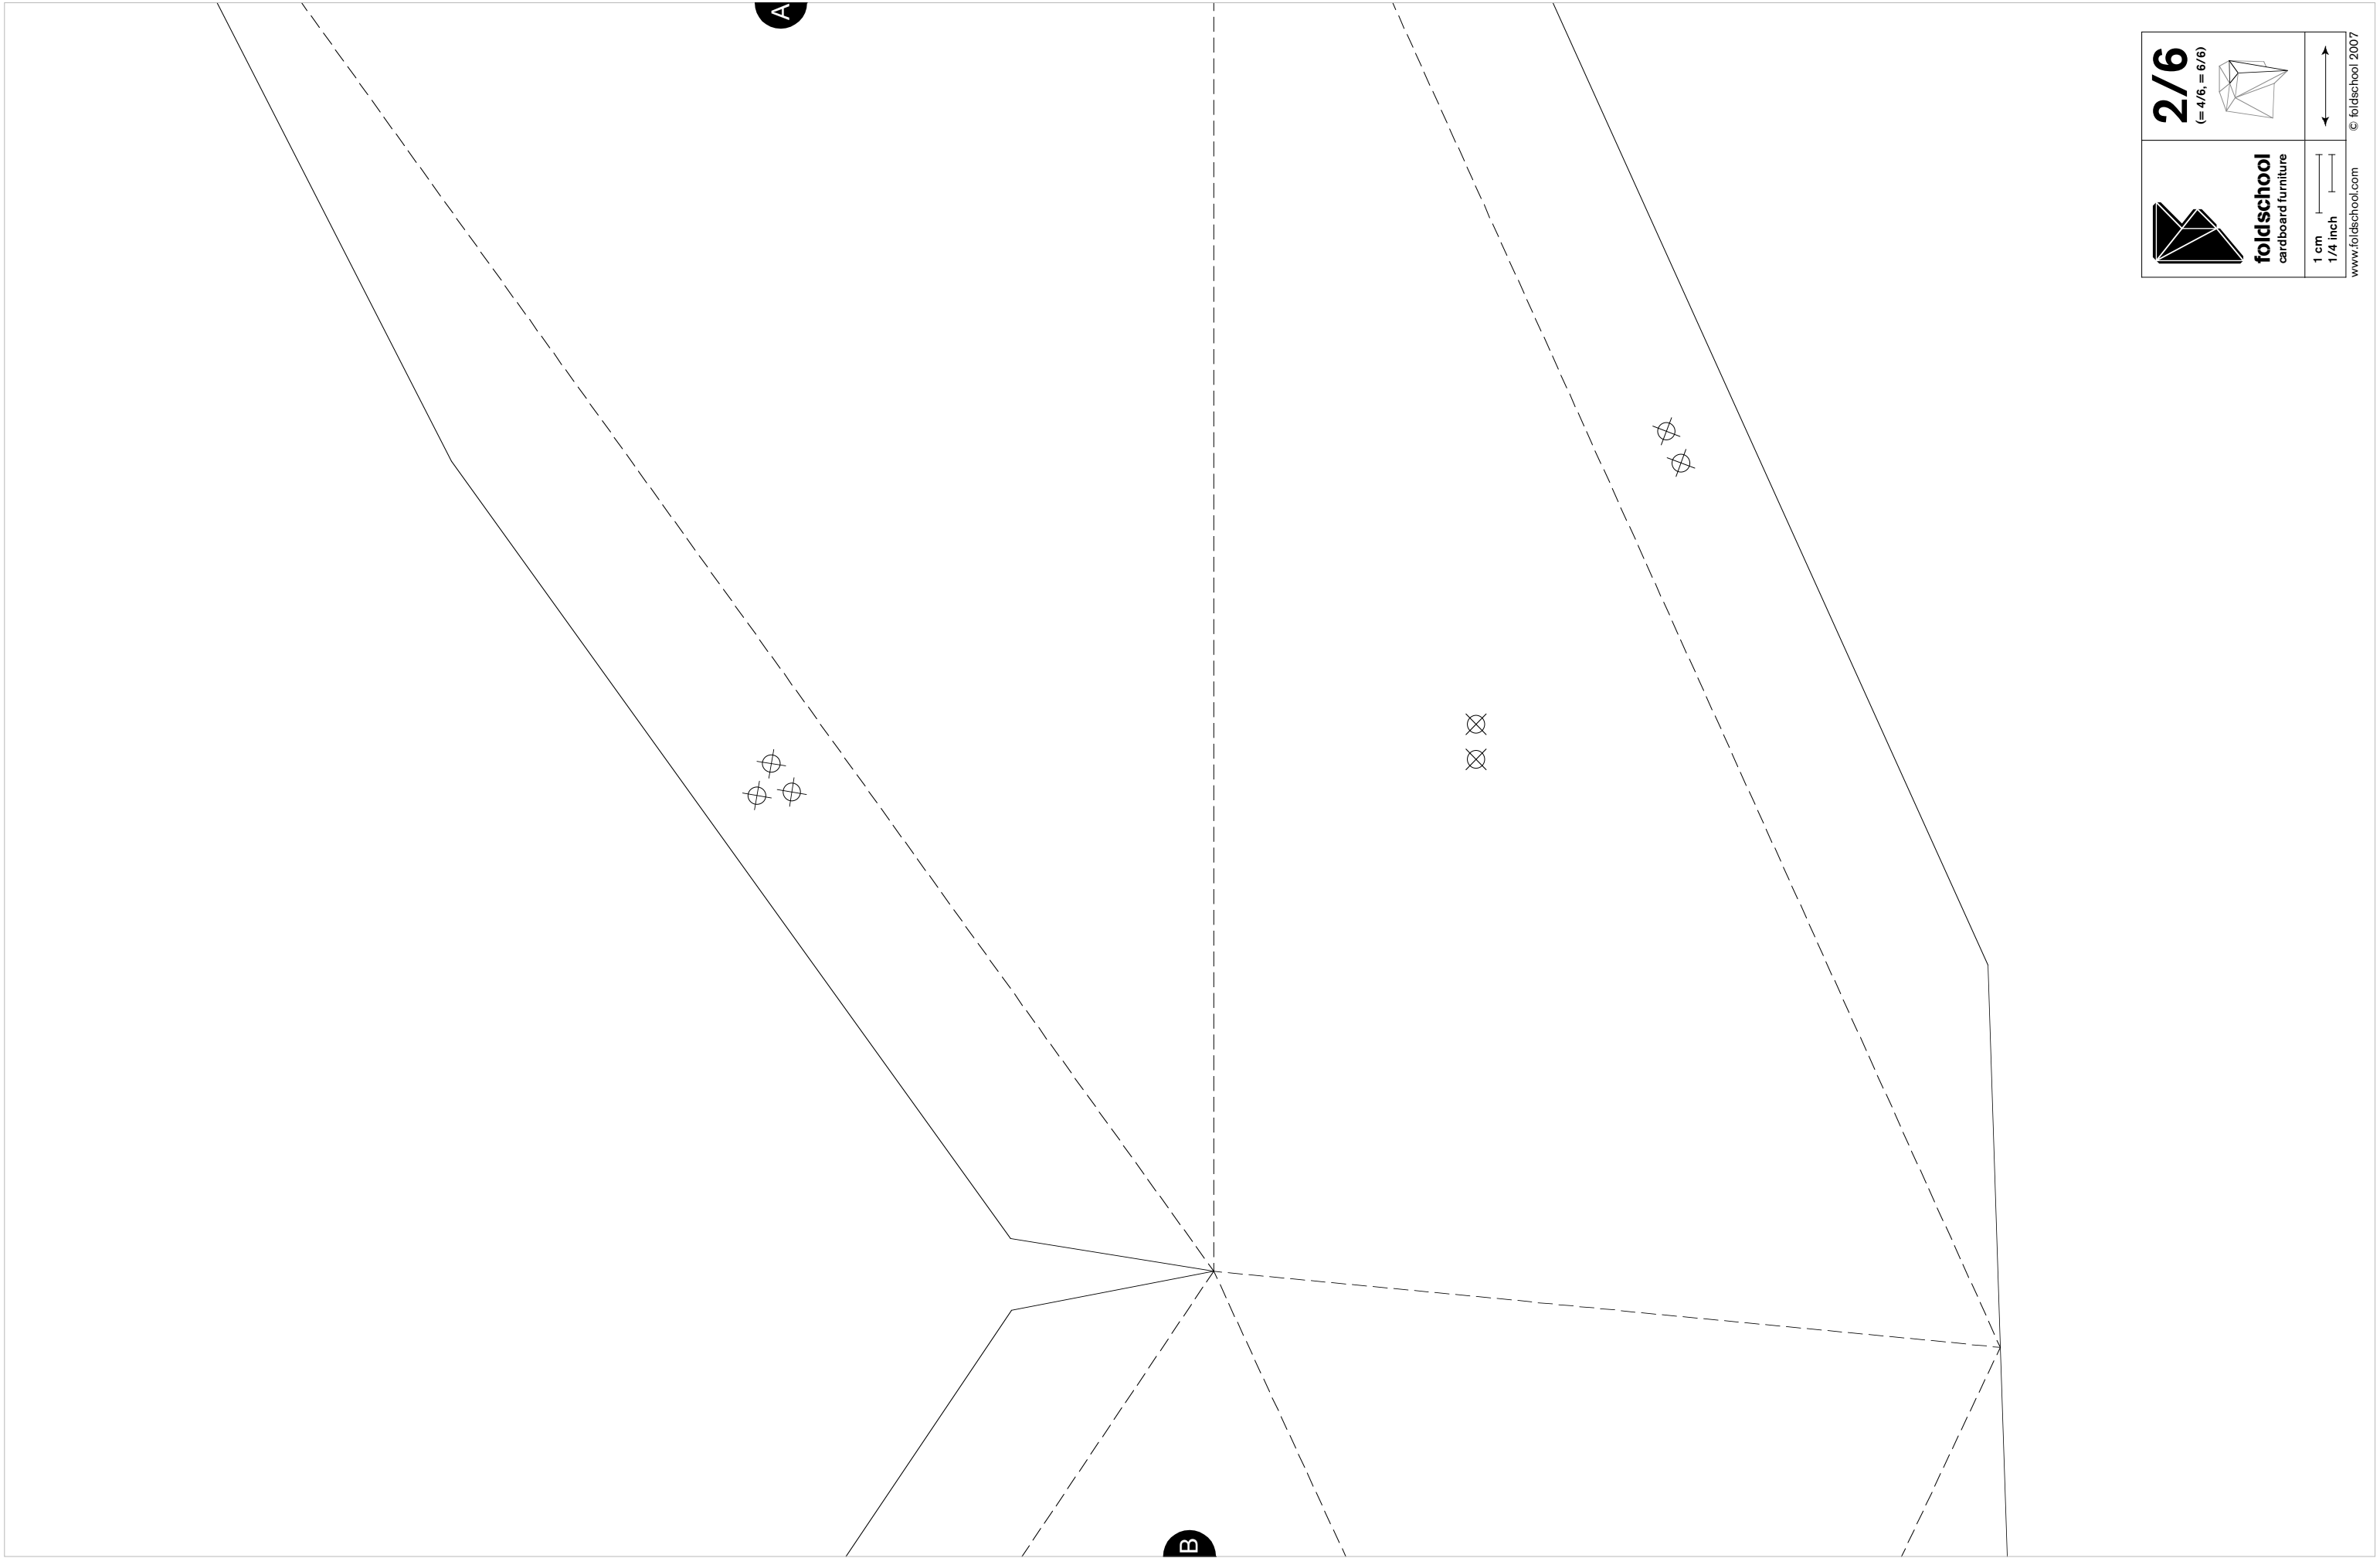 A
2/6
(= 4/6, = 6/6)
foldschool
cardboard furniture
1 cm
1/4 inch
www.foldschool.com
© foldschool 2007
B